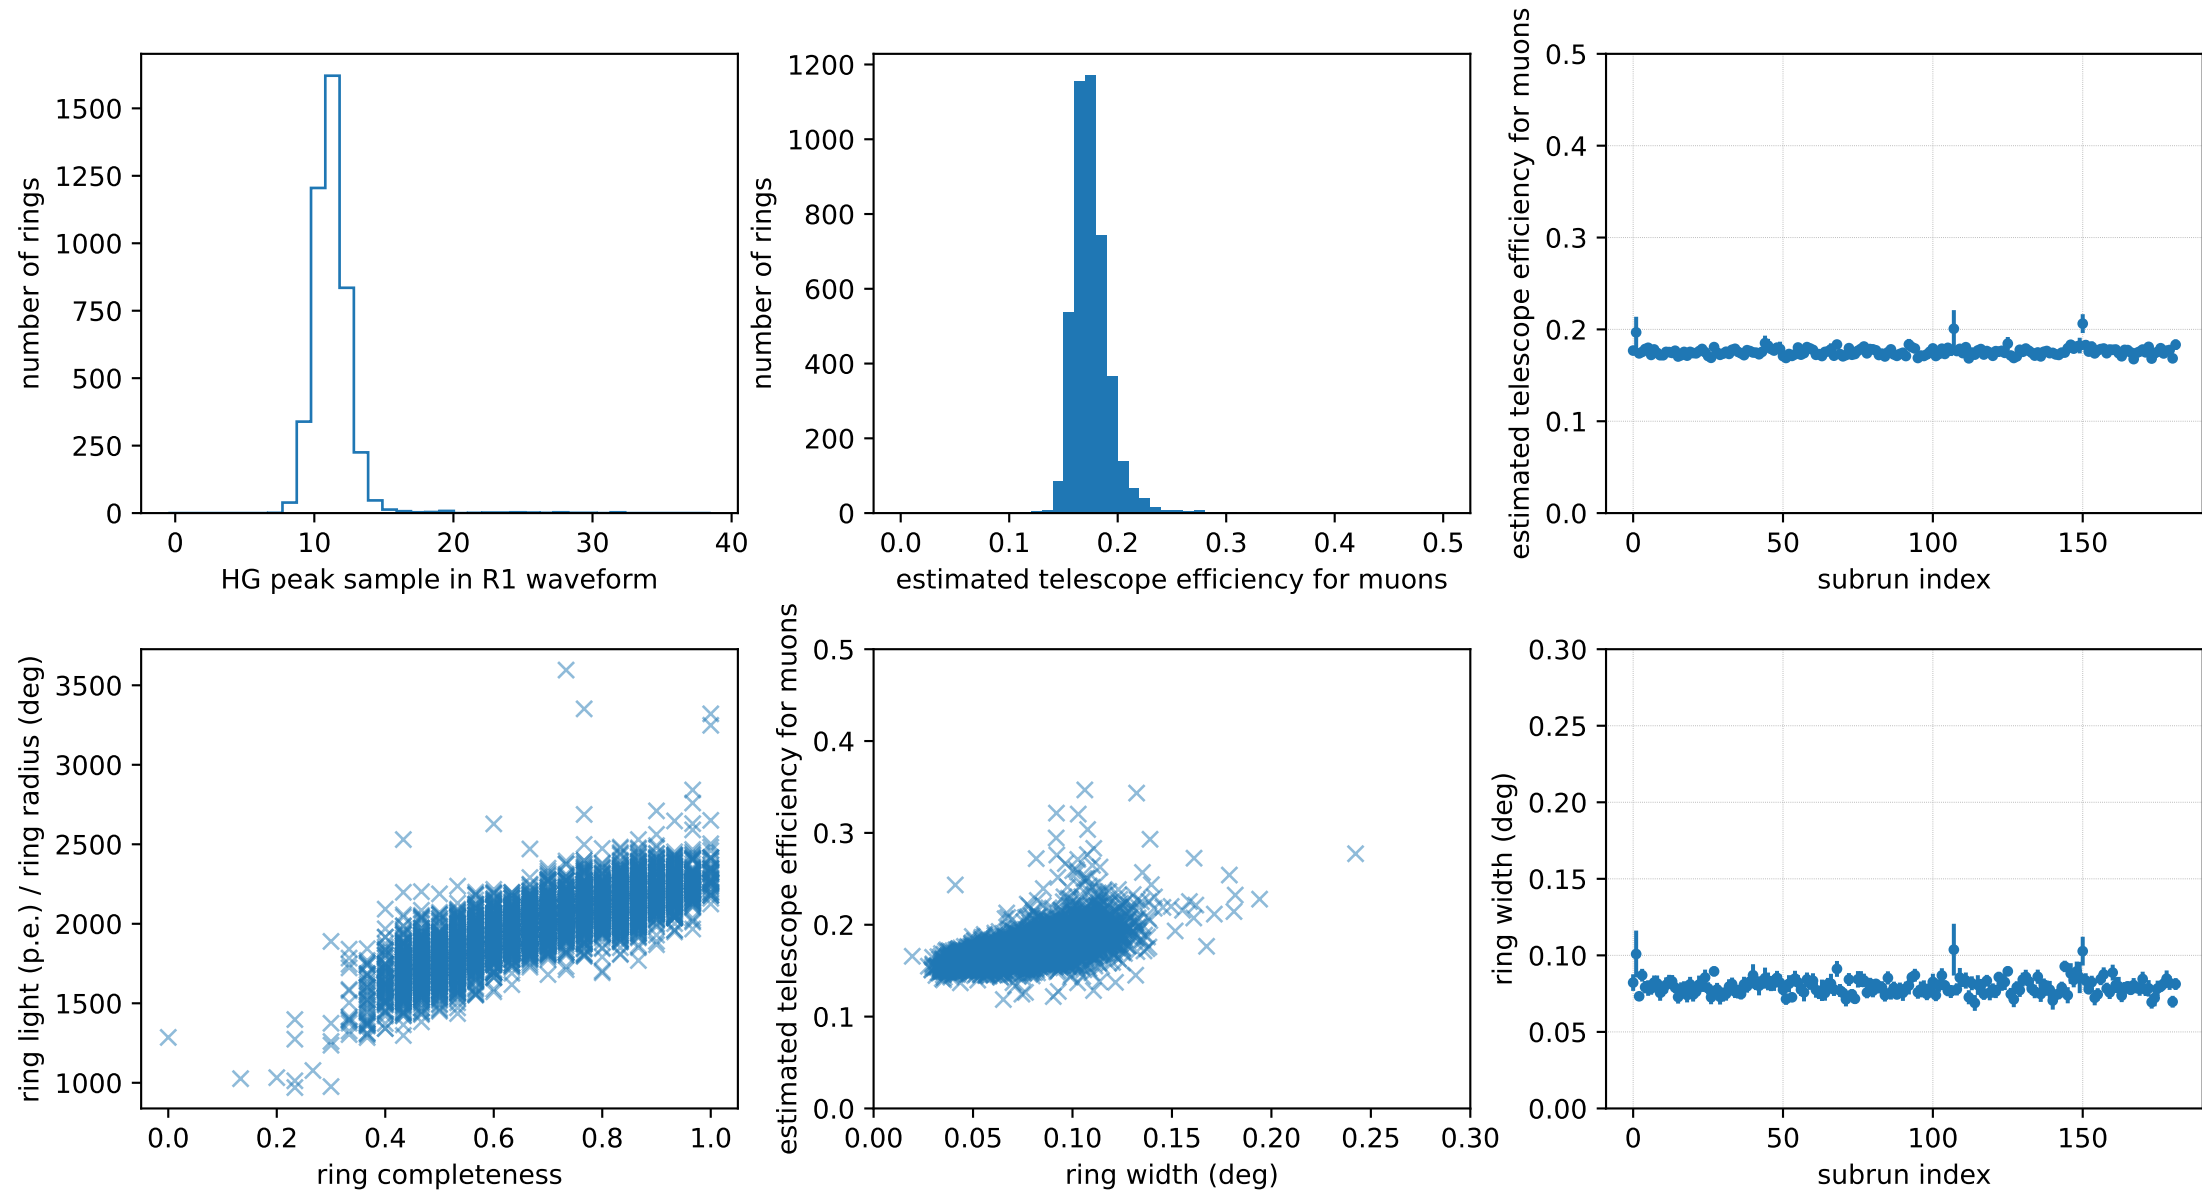 number of rings
1500
1250
1000
750
500
250
0
0 10 20 30 40
HG peak sample in R1 waveform
number of rings
1200
1000
800
600
400
200
0
0.0 0.1 0.2 0.3 0.4 0.5
estimated telescope efficiency for muons
estimated telescope efficiency for muons
0.5
0.4
0.3
0.2
0.1
0.0
0 50 100 150
subrun index
ring light (p.e.) / ring radius (deg)
3500
3000
2500
2000
1500
1000
0.0 0.2 0.4 0.6 0.8 1.0
ring completeness
estimated telescope efficiency for muons
0.5
0.4
0.3
0.2
0.1
0.0
0.00 0.05 0.10 0.15 0.20 0.25 0.30
ring width (deg)
ring width (deg)
0.30
0.25
0.20
0.15
0.10
0.05
0.00
0 50 100 150
subrun index